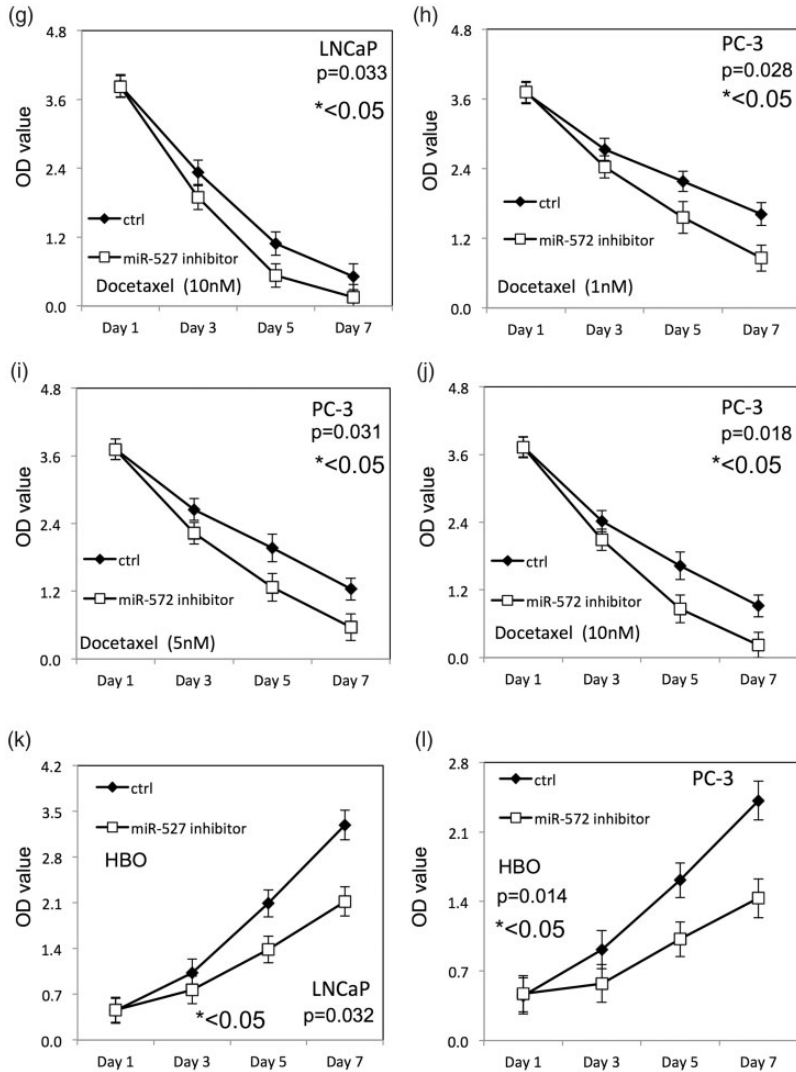 (g)
4.8
3.6
2.4
1.2
0.0
OD value
LNCaP
p=0.033
*<0.05
ctrl
miR-527 inhibitor
Docetaxel (10nM)
Day 1 Day 3 Day 5 Day 7
(h)
4.8
3.6
2.4
1.2
0.0
OD value
PC-3
p=0.028
*<0.05
ctrl
miR-572 inhibitor
Docetaxel (1nM)
Day 1 Day 3 Day 5 Day 7
(i)
4.8
3.6
2.4
1.2
0.0
OD value
PC-3
p=0.031
*<0.05
ctrl
miR-572 inhibitor
Docetaxel (5nM)
Day 1 Day 3 Day 5 Day 7
(j)
4.8
3.6
2.4
1.2
0.0
OD value
PC-3
p=0.018
*<0.05
ctrl
miR-572 inhibitor
Docetaxel (10nM)
Day 1 Day 3 Day 5 Day 7
(k)
4.2
3.5
2.8
2.1
1.4
0.7
0.0
OD value
ctrl
miR-527 inhibitor
HBO
LNCaP
*<0.05
p=0.032
Day 1 Day 3 Day 5 Day 7
(l)
2.8
2.1
1.4
0.7
0.0
OD value
ctrl
PC-3
miR-572 inhibitor
HBO
p=0.014
*<0.05
Day 1 Day 3 Day 5 Day 7